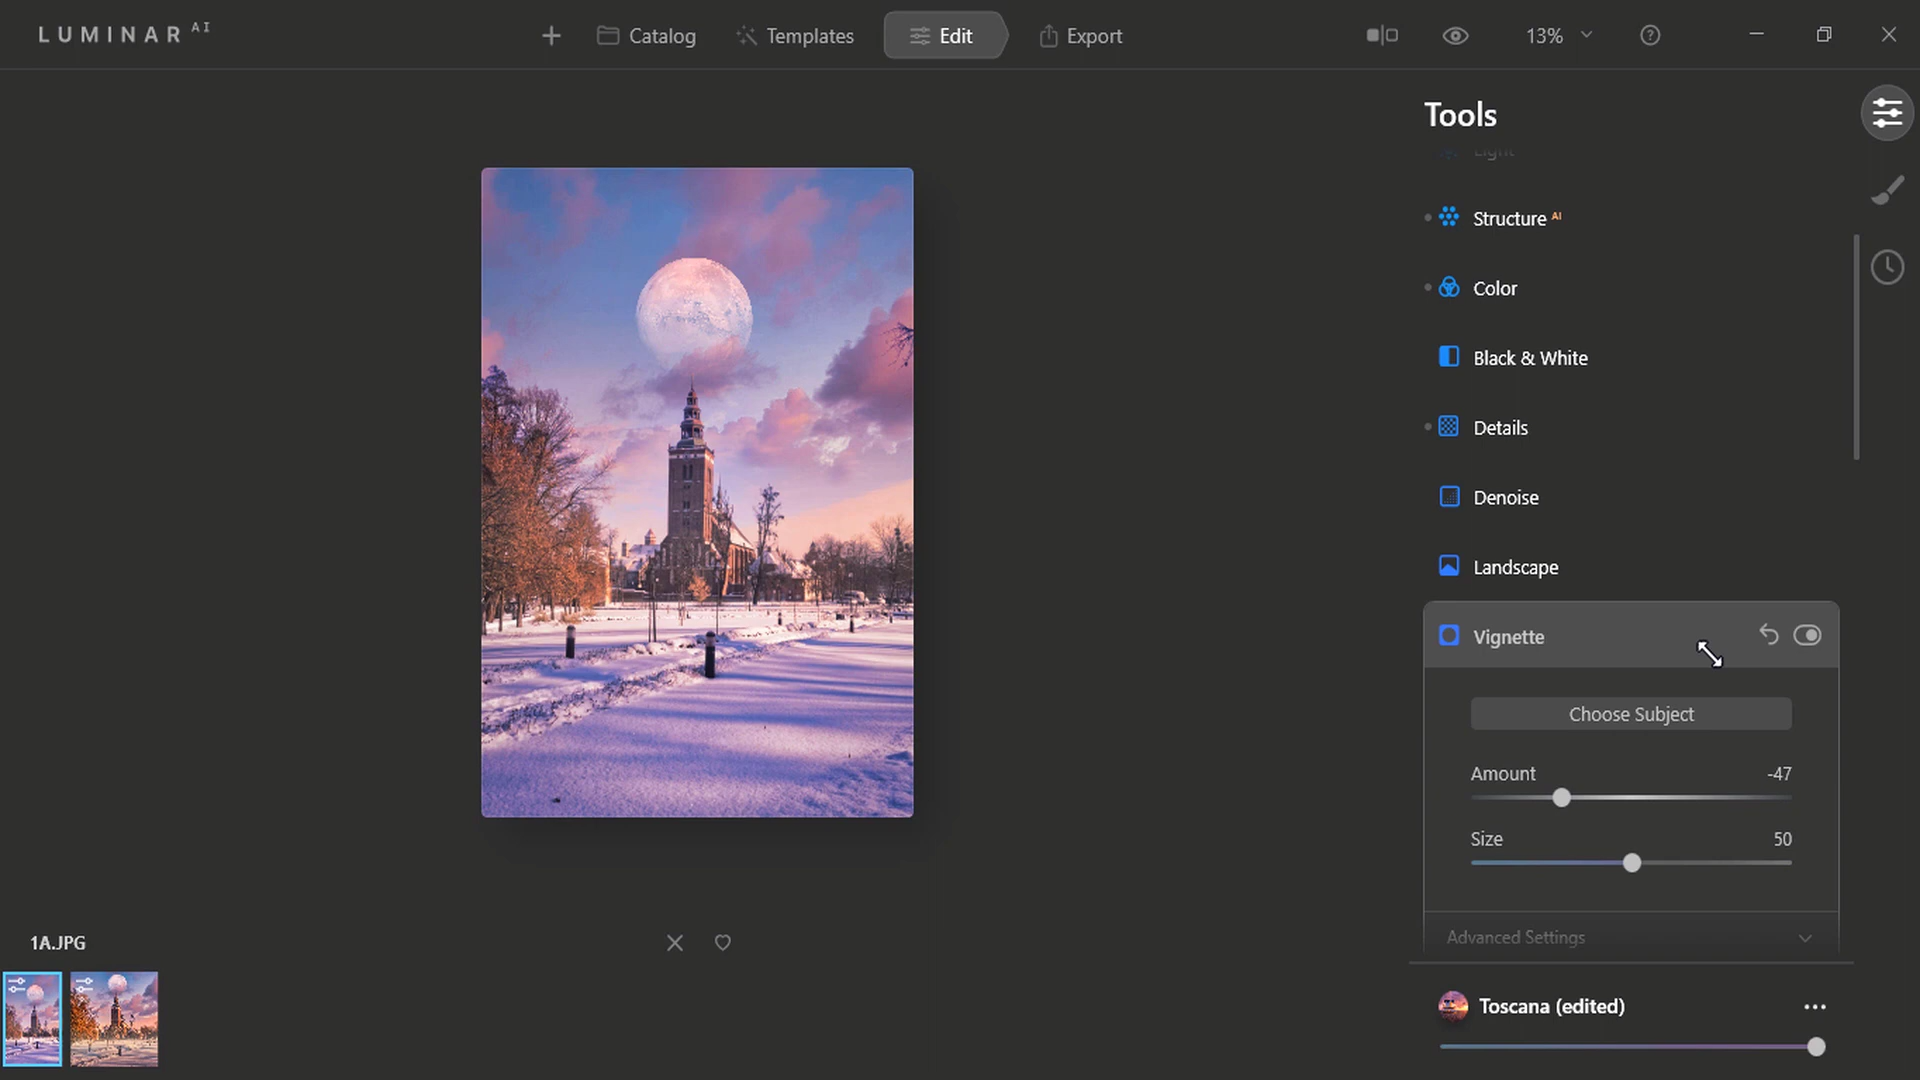 LUMINAR AI
Catalog
Templates
Edit
Export
13%
Tools
Light
Structure AI
Color
Black & White
Details
Denoise
Landscape
Vignette
Choose Subject
Amount -47
Size 50
Advanced Settings
1A.JPG
Toscana (edited)